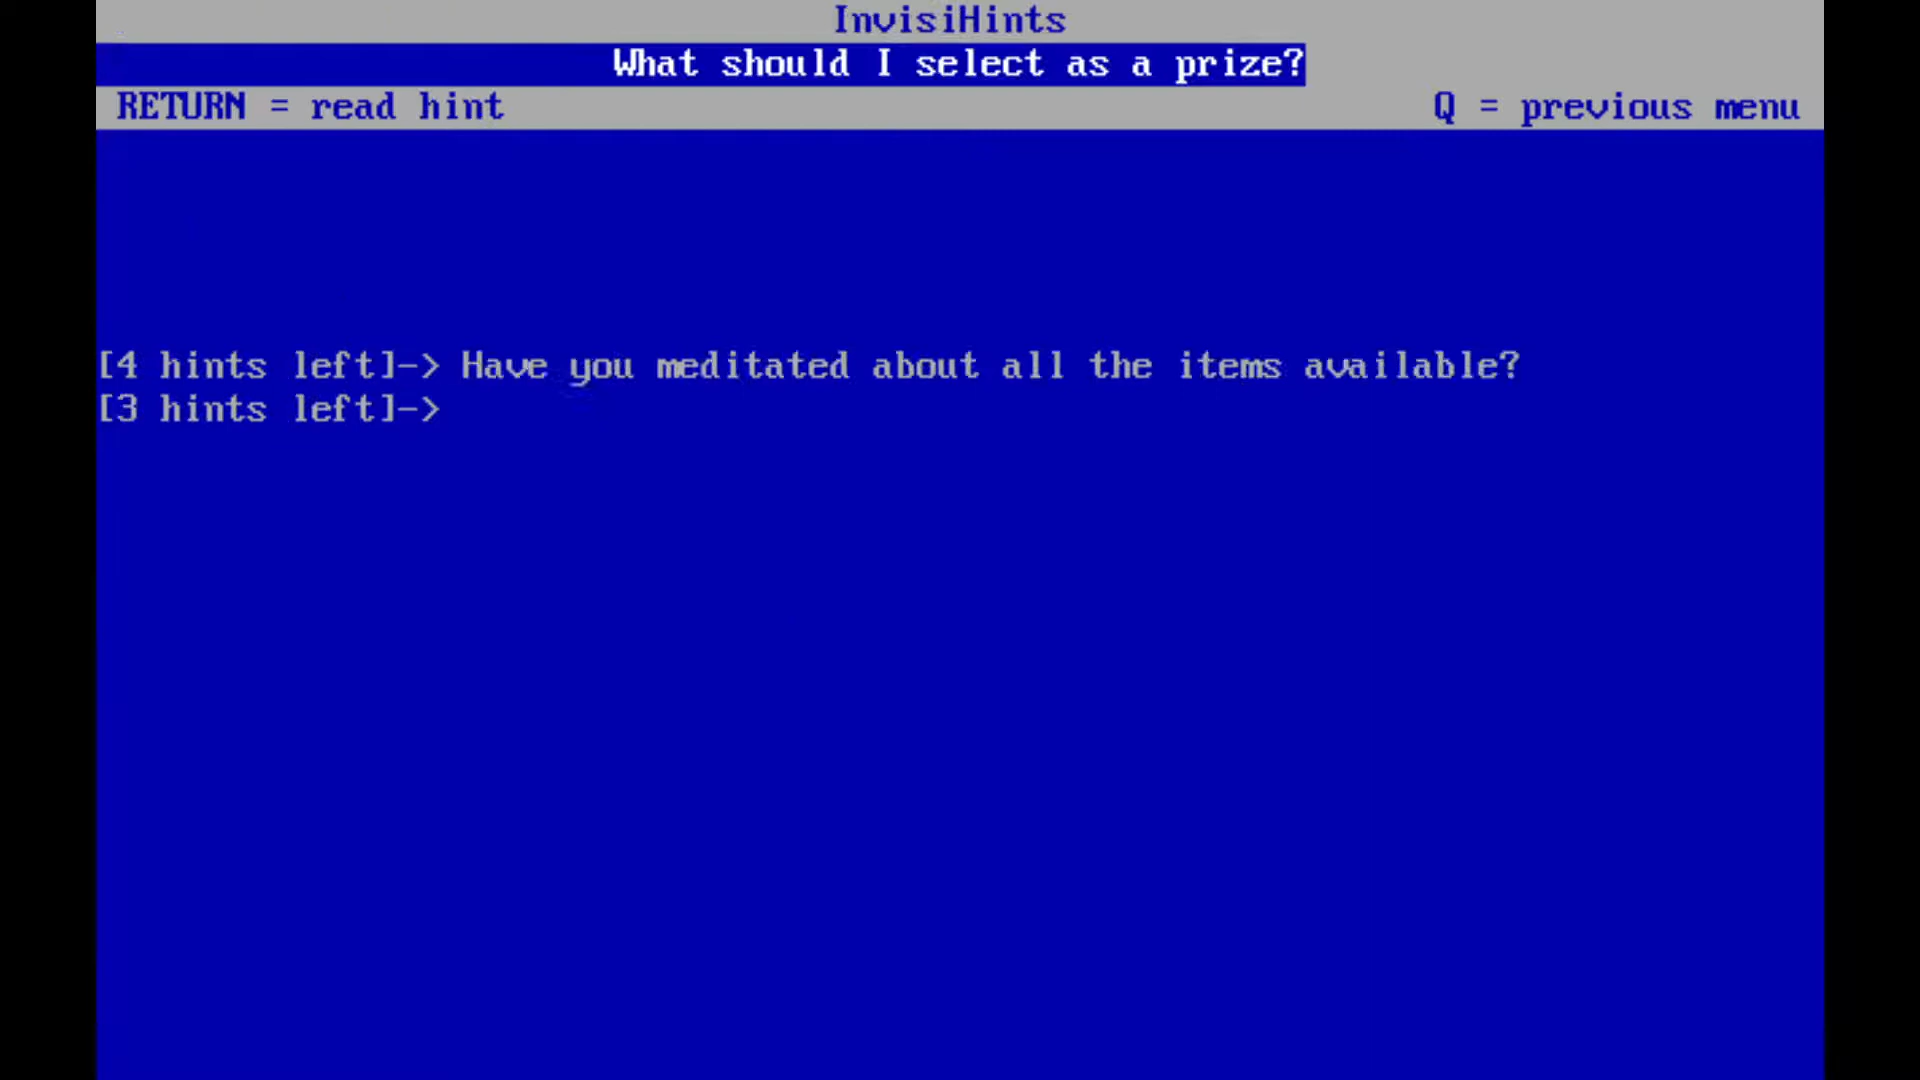 InvisiHints
What should I select as a prize?
RETURN = read hint Q = previous menu
[4 hints left]-> Have you meditated about all the items available?
[3 hints left]->